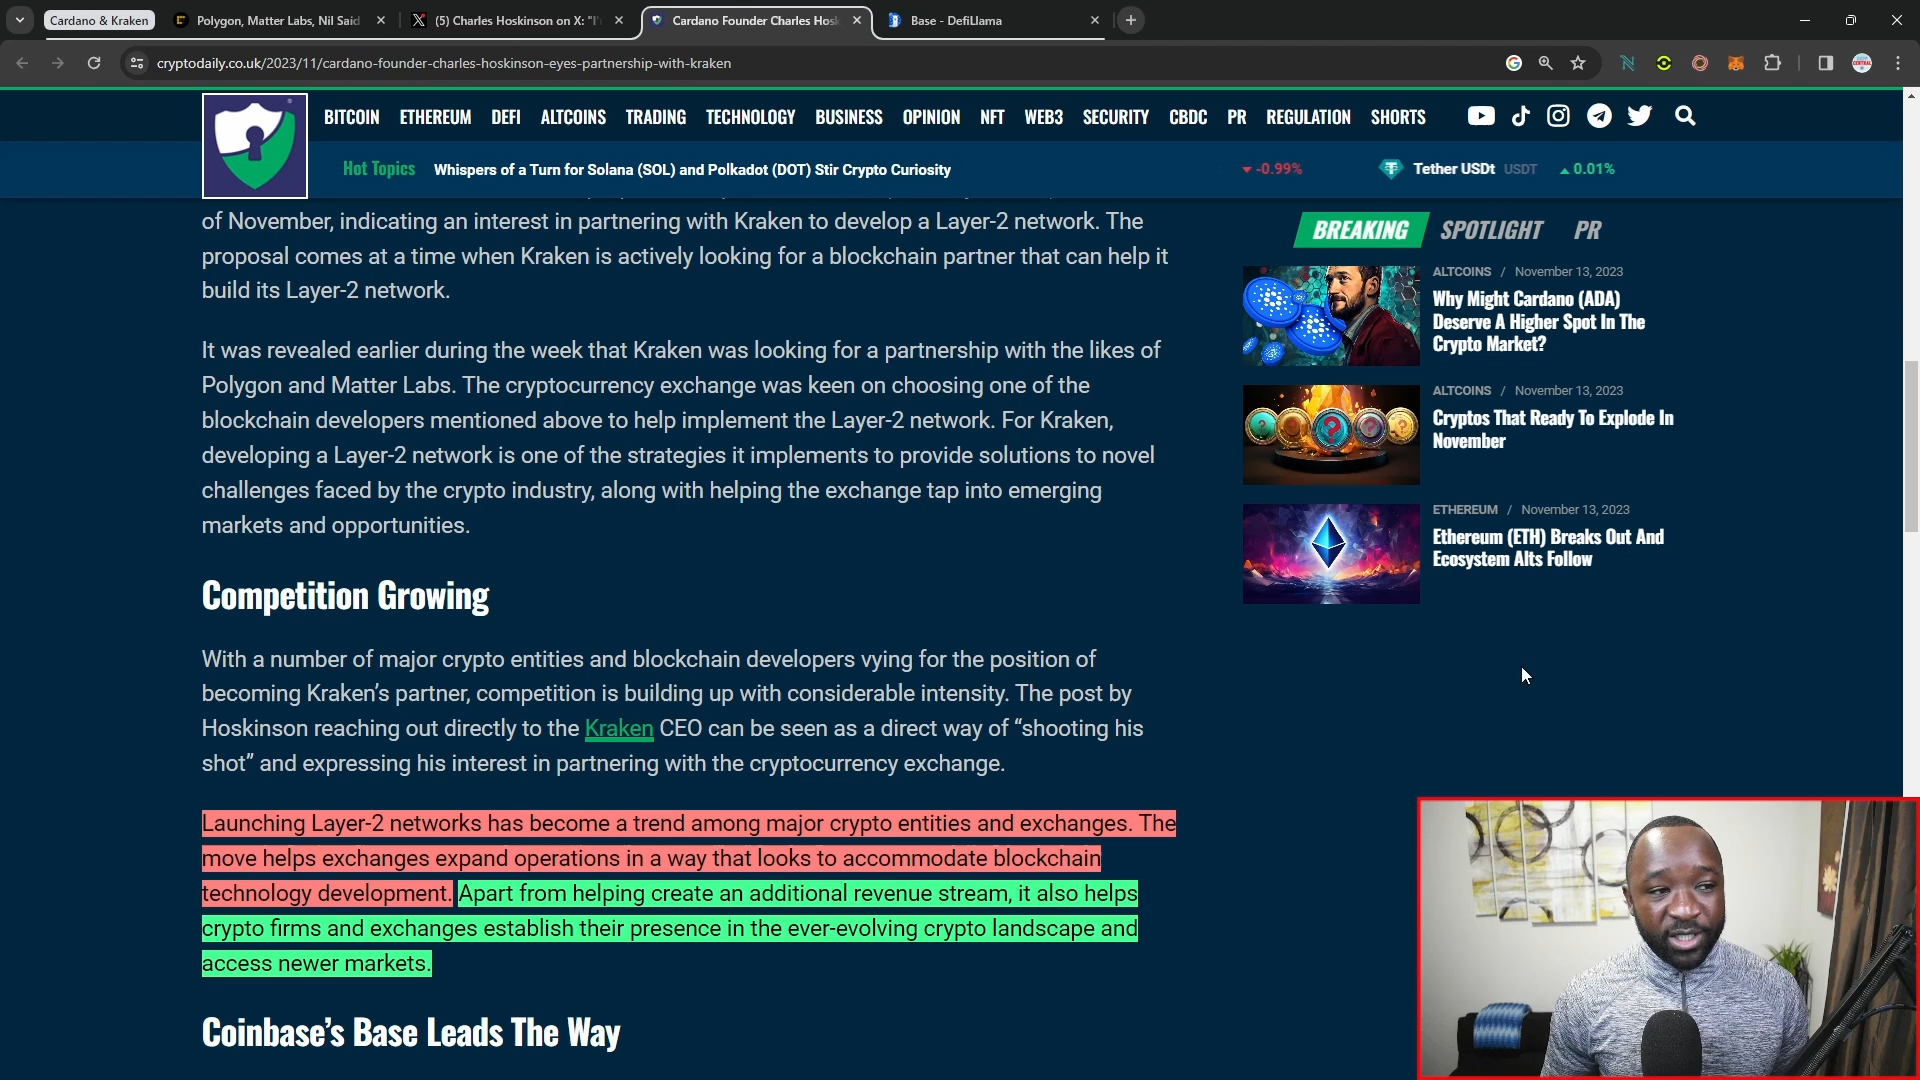 Cardano & Kraken
Polygon, Matter Labs, Nil Said
(5) Charles Hoskinson on X: "I'
Cardano Founder Charles Hosk
Base - DefiLlama
cryptodaily.co.uk/2023/11/cardano-founder-charles-hoskinson-eyes-partnership-with-kraken
BITCOIN ETHEREUM DEFI ALTCOINS TRADING TECHNOLOGY BUSINESS OPINION NFT WEB3 SECURITY CBDC PR REGULATION SHORTS
Hot Topics Whispers of a Turn for Solana (SOL) and Polkadot (DOT) Stir Crypto Curiosity
-0.99% Tether USDt USDT 0.01%
of November, indicating an interest in partnering with Kraken to develop a Layer-2 network. The
proposal comes at a time when Kraken is actively looking for a blockchain partner that can help it
build its Layer-2 network.
It was revealed earlier during the week that Kraken was looking for a partnership with the likes of
Polygon and Matter Labs. The cryptocurrency exchange was keen on choosing one of the
blockchain developers mentioned above to help implement the Layer-2 network. For Kraken,
developing a Layer-2 network is one of the strategies it implements to provide solutions to novel
challenges faced by the crypto industry, along with helping the exchange tap into emerging
markets and opportunities.
Competition Growing
With a number of major crypto entities and blockchain developers vying for the position of
becoming Kraken's partner, competition is building up with considerable intensity. The post by
Hoskinson reaching out directly to the Kraken CEO can be seen as a direct way of “shooting his
shot” and expressing his interest in partnering with the cryptocurrency exchange.
Launching Layer-2 networks has become a trend among major crypto entities and exchanges. The
move helps exchanges expand operations in a way that looks to accommodate blockchain
technology development. Apart from helping create an additional revenue stream, it also helps
crypto firms and exchanges establish their presence in the ever-evolving crypto landscape and
access newer markets.
Coinbase's Base Leads The Way
BREAKING SPOTLIGHT PR
ALTCOINS / November 13, 2023
Why Might Cardano (ADA)
Deserve A Higher Spot In The
Crypto Market?
ALTCOINS / November 13, 2023
Cryptos That Ready To Explode In
November
ETHEREUM / November 13, 2023
Ethereum (ETH) Breaks Out And
Ecosystem Alts Follow